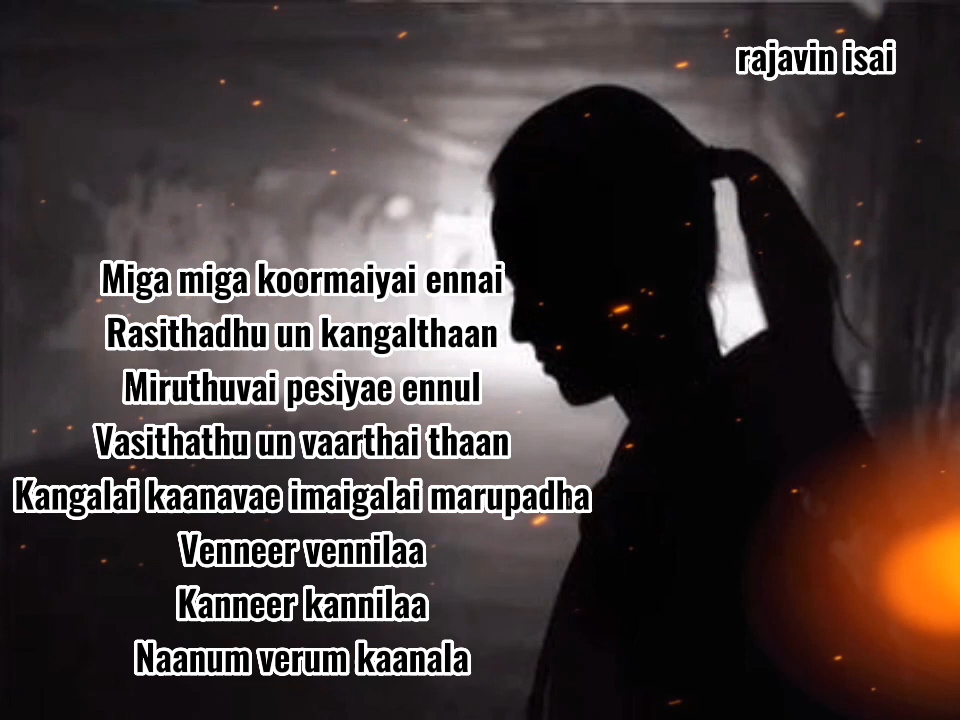 rajavin isai
Miga miga koormaiyai ennai
Rasithadhu un kangalthaan
Miruthuvai pesiyae ennul
Vasithathu un vaarthai thaan
Kangalai kaanavae imaigalai marupadha
Venneer vennilaa
Kanneer kannilaa
Naanum verum kaanala